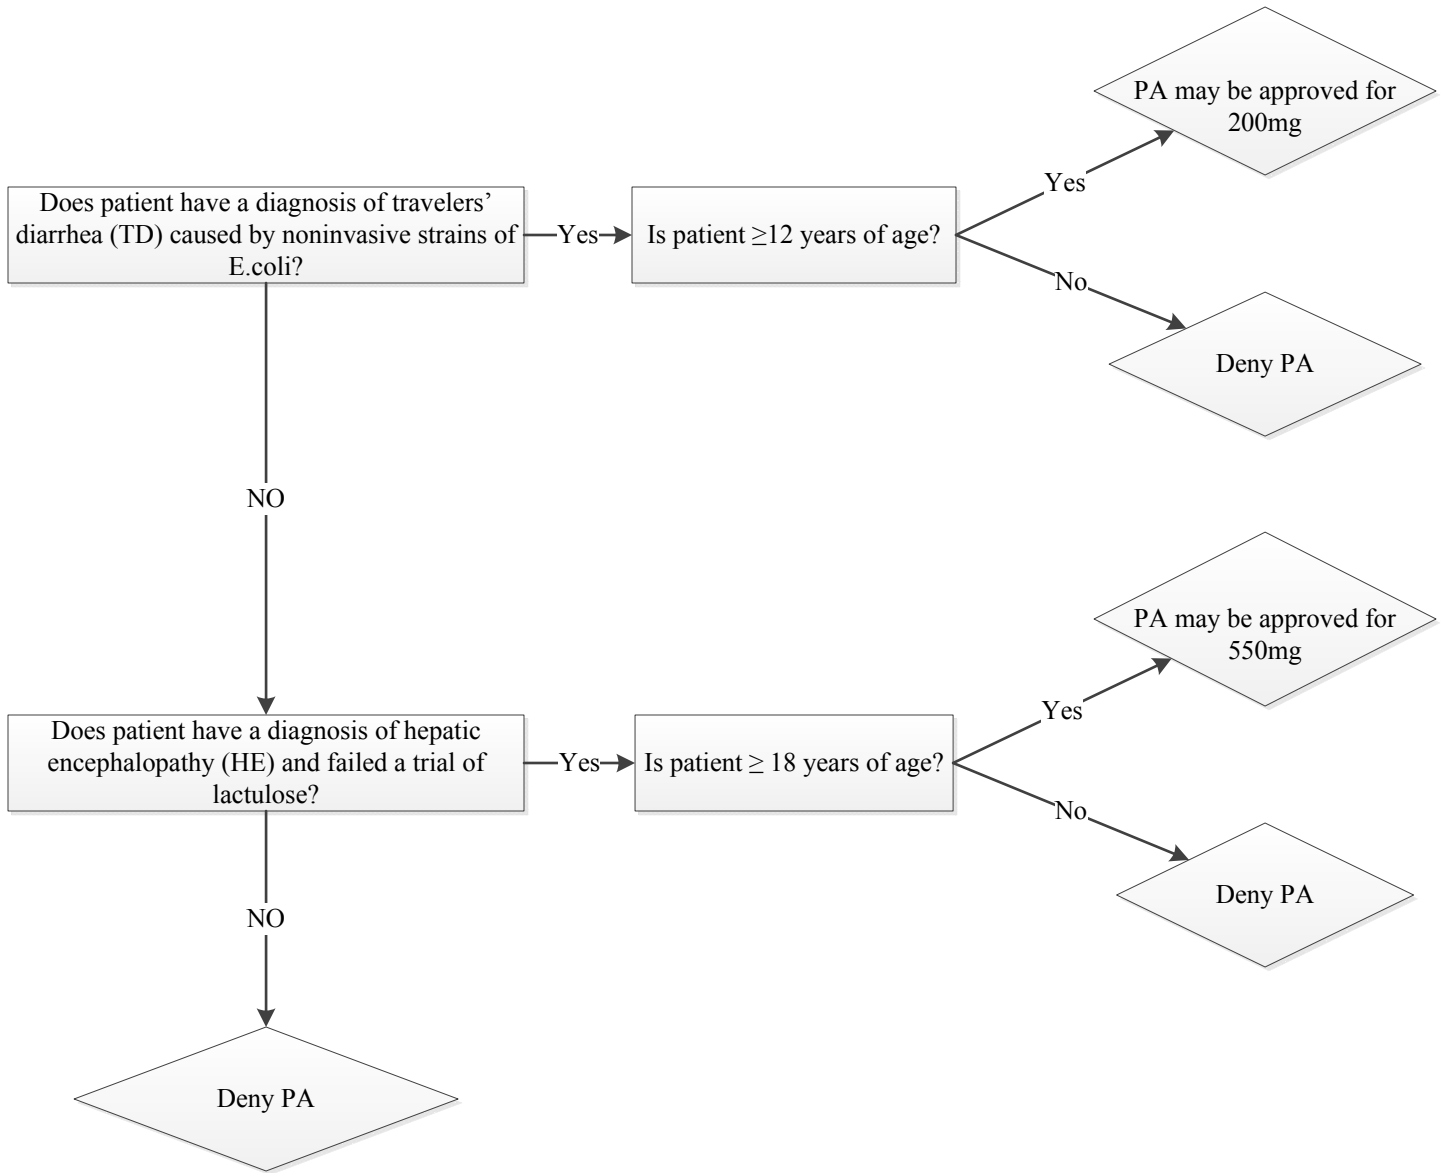 PA may be approved for
200mg
Yes
Does patient have a diagnosis of travelers’
diarrhea (TD) caused by noninvasive strains of
E.coli?
Yes
Is patient ≥12 years of age?
No
Deny PA
NO
PA may be approved for
550mg
Yes
Does patient have a diagnosis of hepatic
encephalopathy (HE) and failed a trial of
lactulose?
Yes
Is patient ≥ 18 years of age?
No
Deny PA
NO
Deny PA